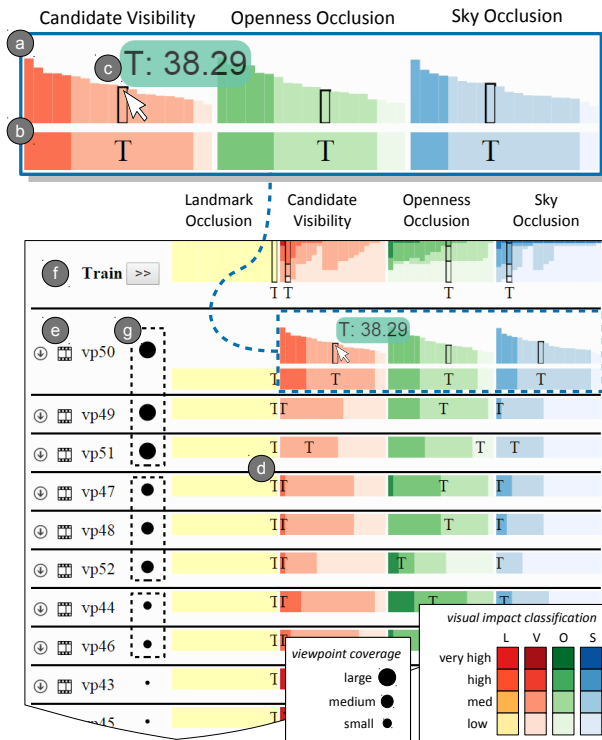 Candidate Visibility Openness Occlusion Sky Occlusion
a
c T: 38.29
b
T T T
Landmark Occlusion Candidate Visibility Openness Occlusion Sky Occlusion
f Train >>
T T T T
e g
T: 38.29
vp50
T T T T
vp49 T T T T
vp51 T T T T
d
vp47 T T T T
vp48 T T T T
vp52 T T T T
vp44 T T T T
vp46 T T
vp43 T
vp45 T
viewpoint coverage
large
medium
small
visual impact classification
L V O S
very high
high
med
low